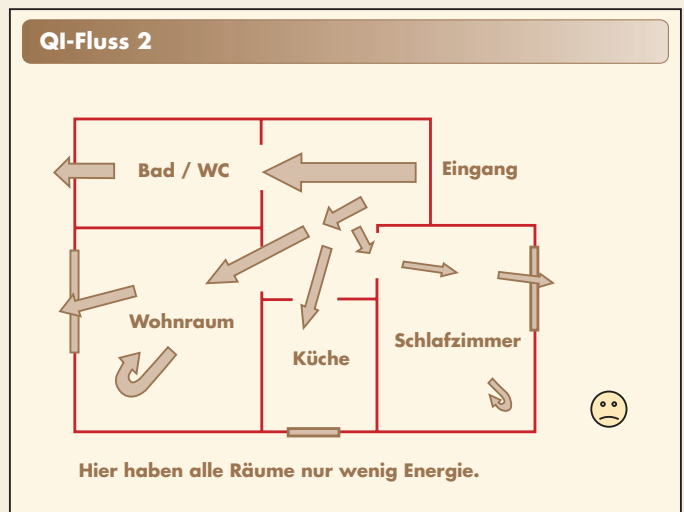 QI-Fluss 2
Bad / WC
Eingang
Wohnraum
Küche
Schlafzimmer
Hier haben alle Räume nur wenig Energie.